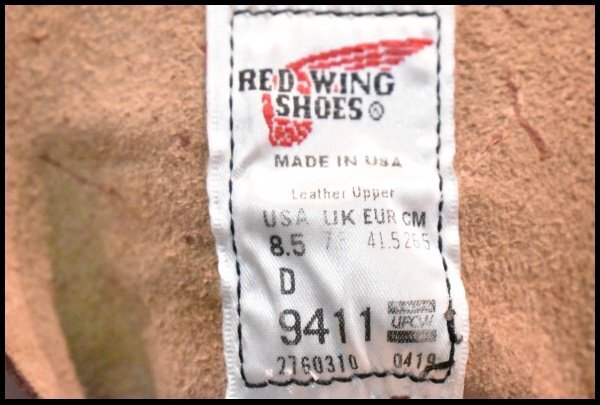 RED WING
SHOES®
MADE IN USA
Leather Upper
USA UK EUR CM
8.5 7.5 41.5 26.5
D
9411 UFCW
2760310 0419